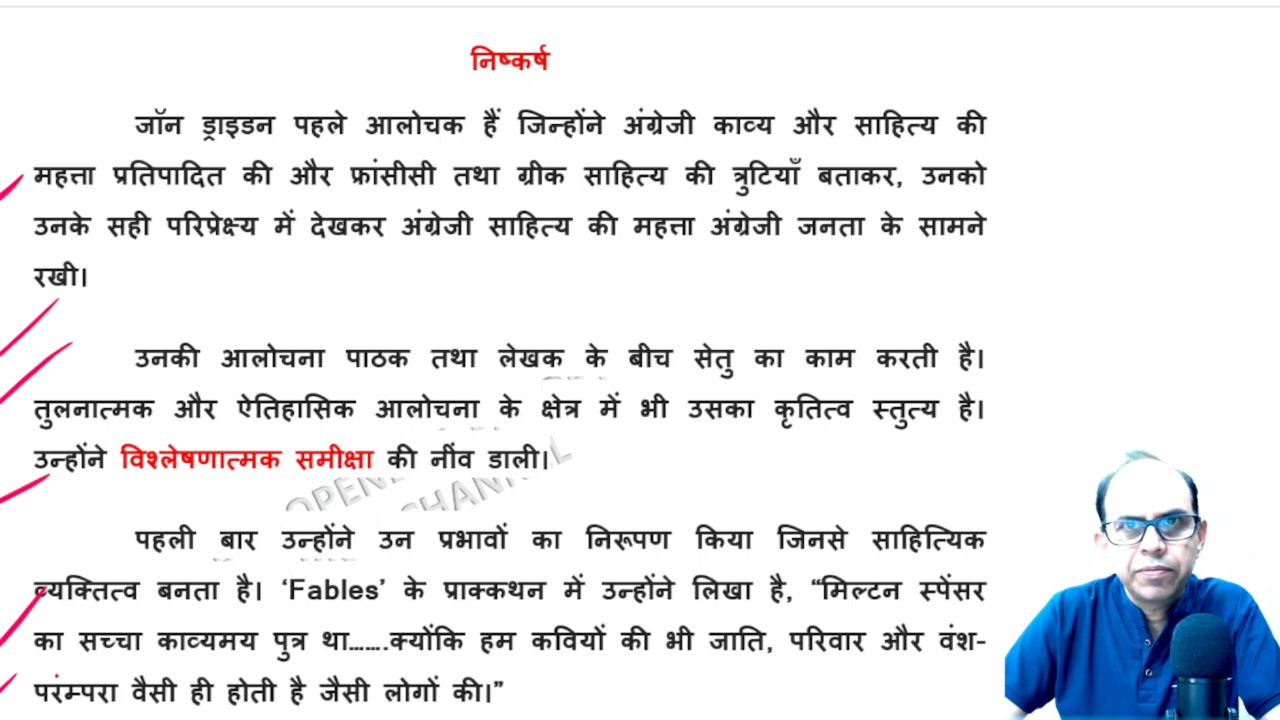 निष्कर्ष
जॉन ड्राइडन पहले आलोचक हैं जिन्होंने अंग्रेजी काव्य और साहित्य की
महत्ता प्रतिपादित की और फ्रांसीसी तथा ग्रीक साहित्य की त्रुटियाँ बताकर, उनको
उनके सही परिप्रेक्ष्य में देखकर अंग्रेजी साहित्य की महत्ता अंग्रेजी जनता के सामने
रखी।
उनकी आलोचना पाठक तथा लेखक के बीच सेतु का काम करती है।
तुलनात्मक और ऐतिहासिक आलोचना के क्षेत्र में भी उसका कृतित्व स्तुत्य है।
उन्होंने विश्लेषणात्मक समीक्षा की नींव डाली।
पहली बार उन्होंने उन प्रभावों का निरूपण किया जिनसे साहित्यिक
व्यक्तित्व बनता है। ‘Fables’ के प्राक्कथन में उन्होंने लिखा है, “मिल्टन स्पेंसर
का सच्चा काव्यमय पुत्र था…….क्योंकि हम कवियों की भी जाति, परिवार और वंश-
परंम्परा वैसी ही होती है जैसी लोगों की।”